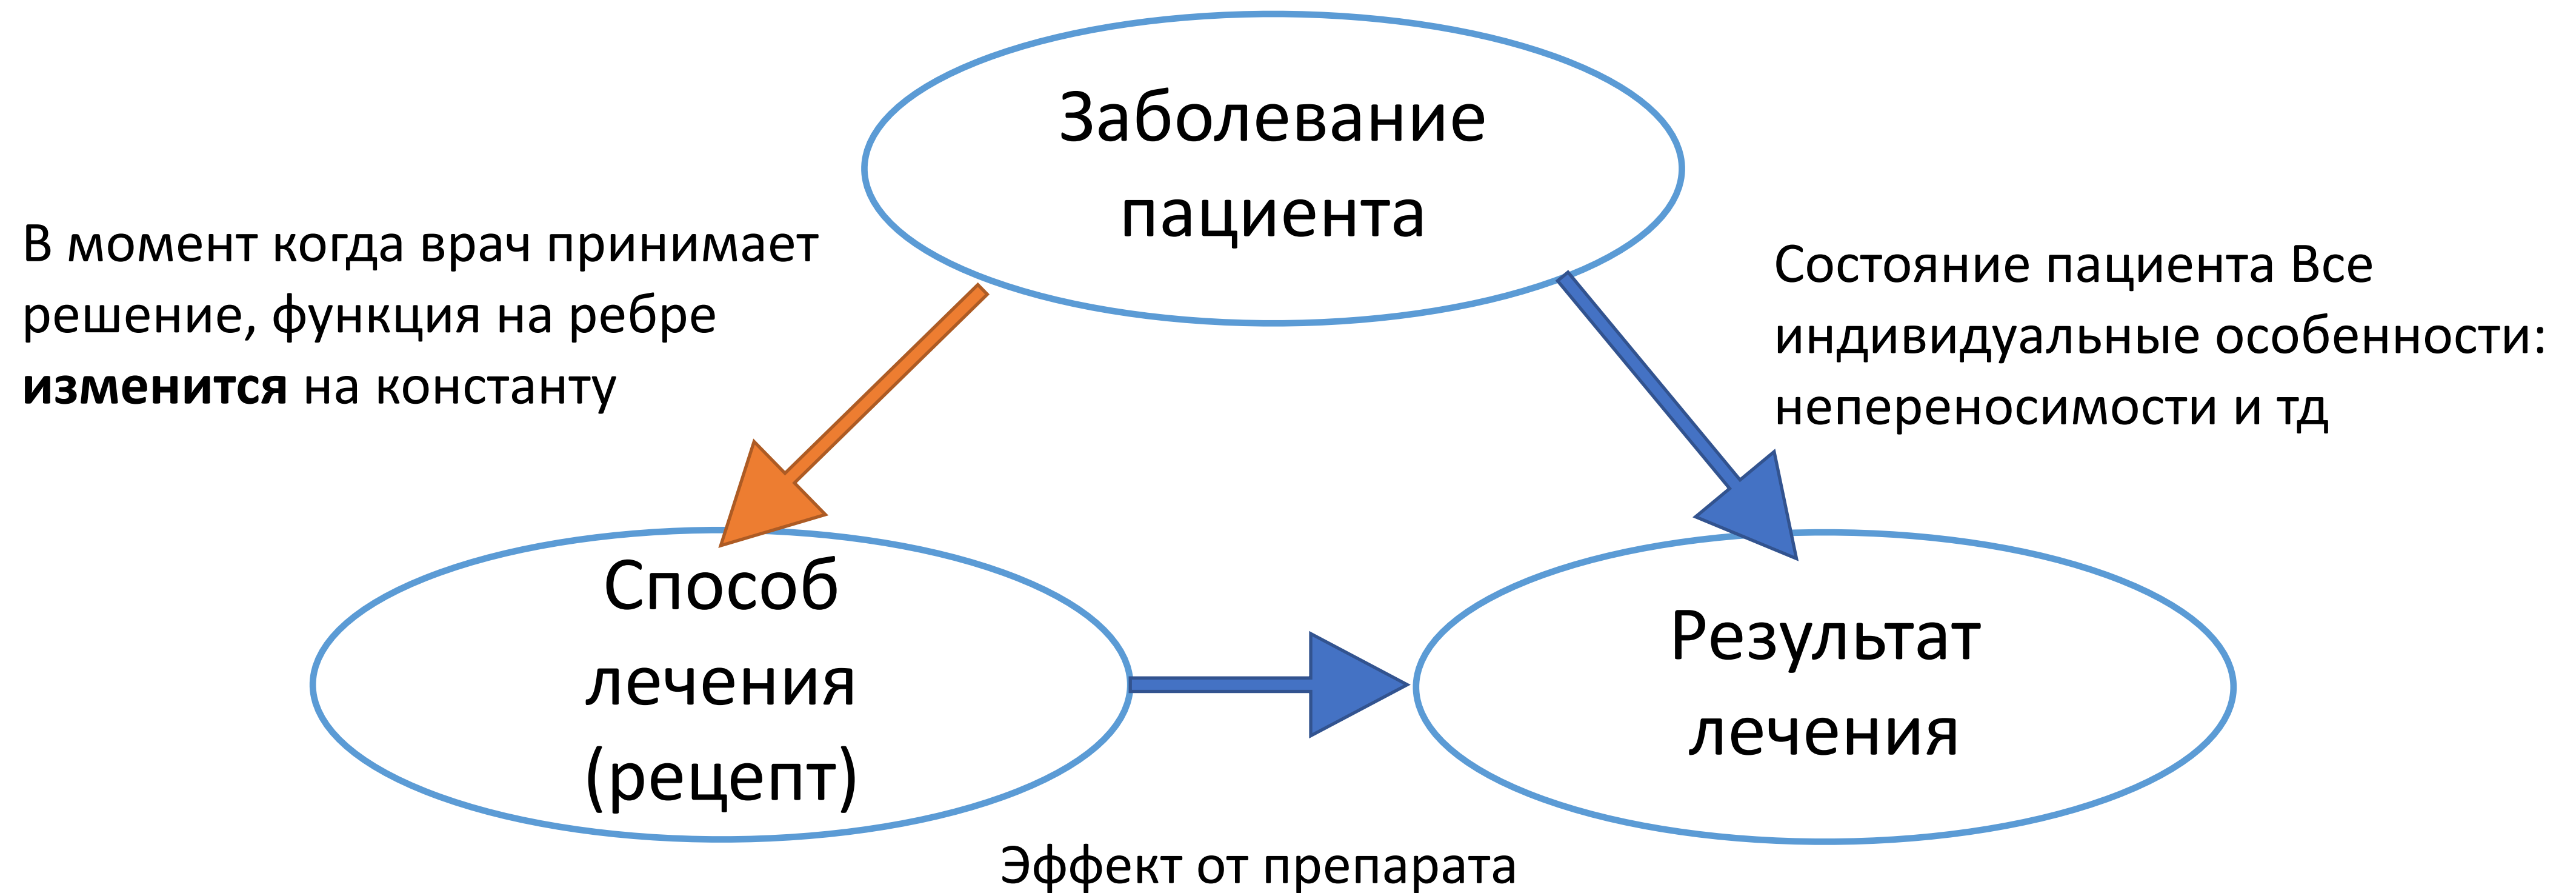 Заболевание
пациента
В момент когда врач принимает
решение, функция на ребре
изменится на константу
Состояние пациента Все
индивидуальные особенности:
непереносимости и тд
Способ
лечения
(рецепт)
Результат
лечения
Эффект от препарата